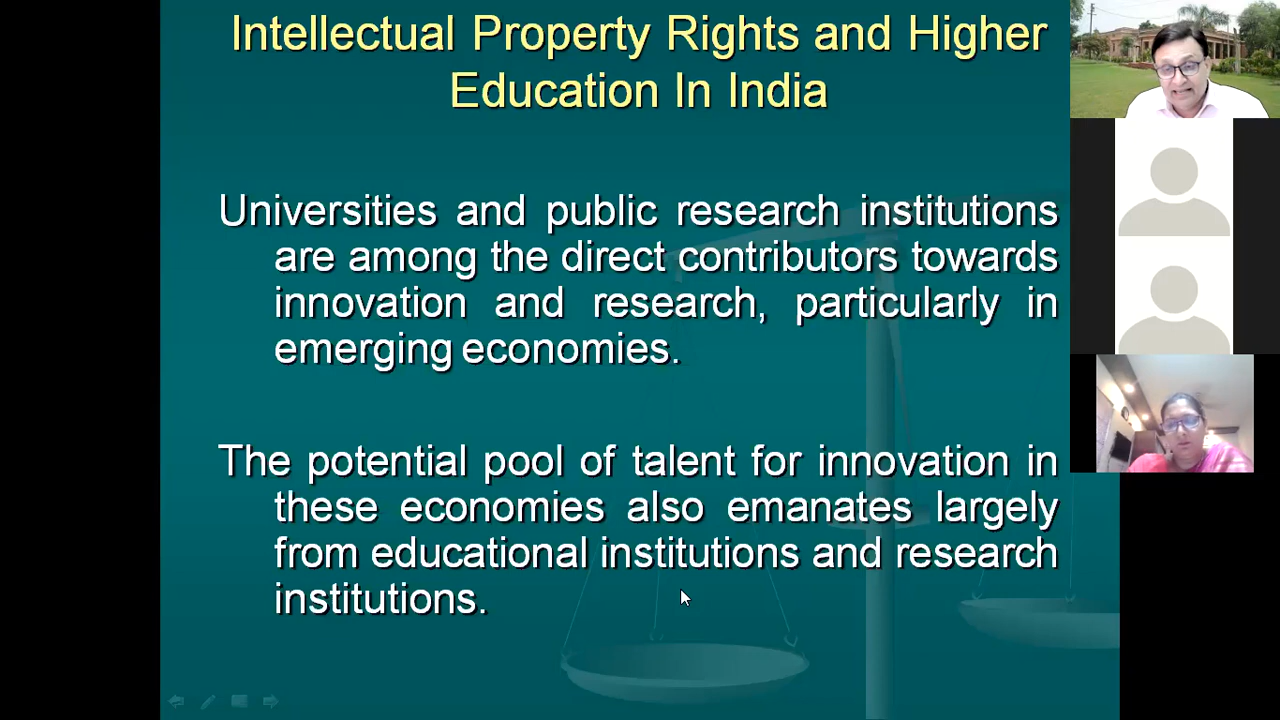 Intellectual Property Rights and Higher
Education In India
Universities and public research institutions
are among the direct contributors towards
innovation and research, particularly in
emerging economies.
The potential pool of talent for innovation in
these economies also emanates largely
from educational institutions and research
institutions.